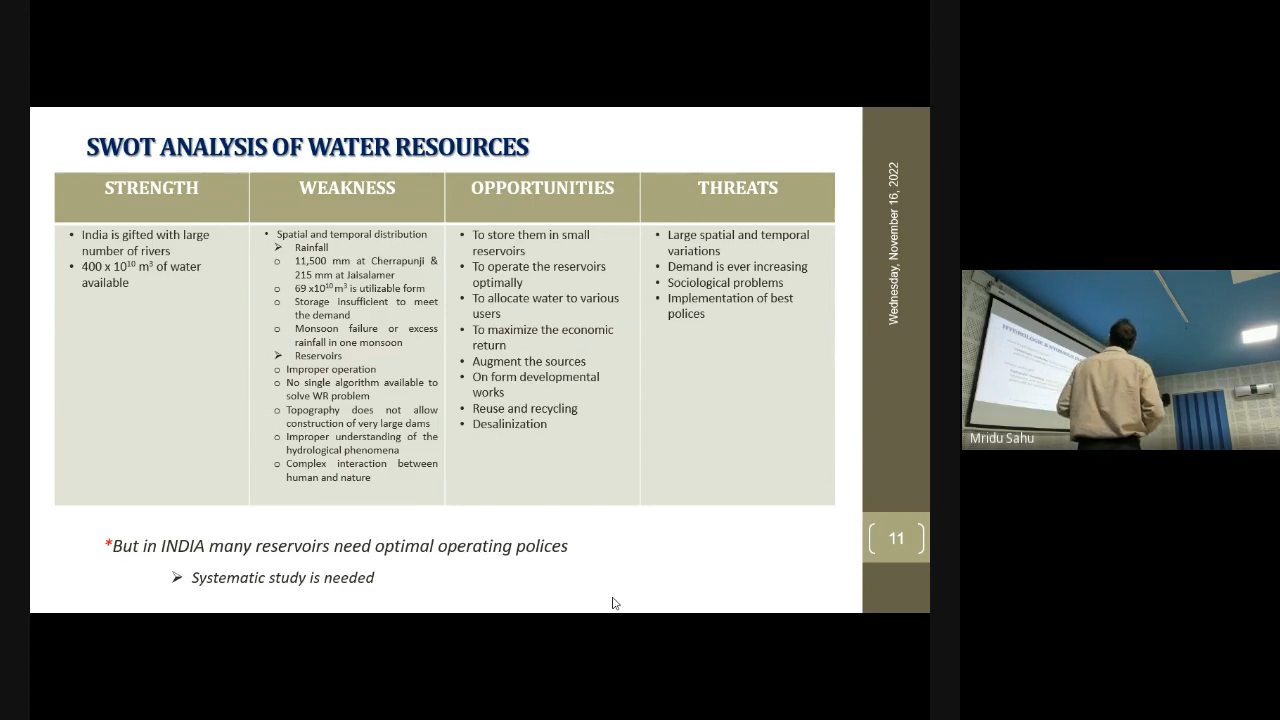 SWOT ANALYSIS OF WATER RESOURCES
STRENGTH
• India is gifted with large
number of rivers
• 400 x 10¹⁰ m³ of water
available
WEAKNESS
• Spatial and temporal distribution
➢ Rainfall
o 11,500 mm at Cherrapunji &
215 mm at Jaisalamer
o 69 x10¹⁰ m³ is utilizable form
o Storage insufficient to meet
the demand
o Monsoon failure or excess
rainfall in one monsoon
➢ Reservoirs
o Improper operation
o No single algorithm available to
solve WR problem
o Topography does not allow
construction of very large dams
o Improper understanding of the
hydrological phenomena
o Complex interaction between
human and nature
OPPORTUNITIES
• To store them in small
reservoirs
• To operate the reservoirs
optimally
• To allocate water to various
users
• To maximize the economic
return
• Augment the sources
• On form developmental
works
• Reuse and recycling
• Desalinization
THREATS
• Large spatial and temporal
variations
• Demand is ever increasing
• Sociological problems
• Implementation of best
polices
*But in INDIA many reservoirs need optimal operating polices
➢ Systematic study is needed
Wednesday, November 16, 2022
11
Mridu Sahu